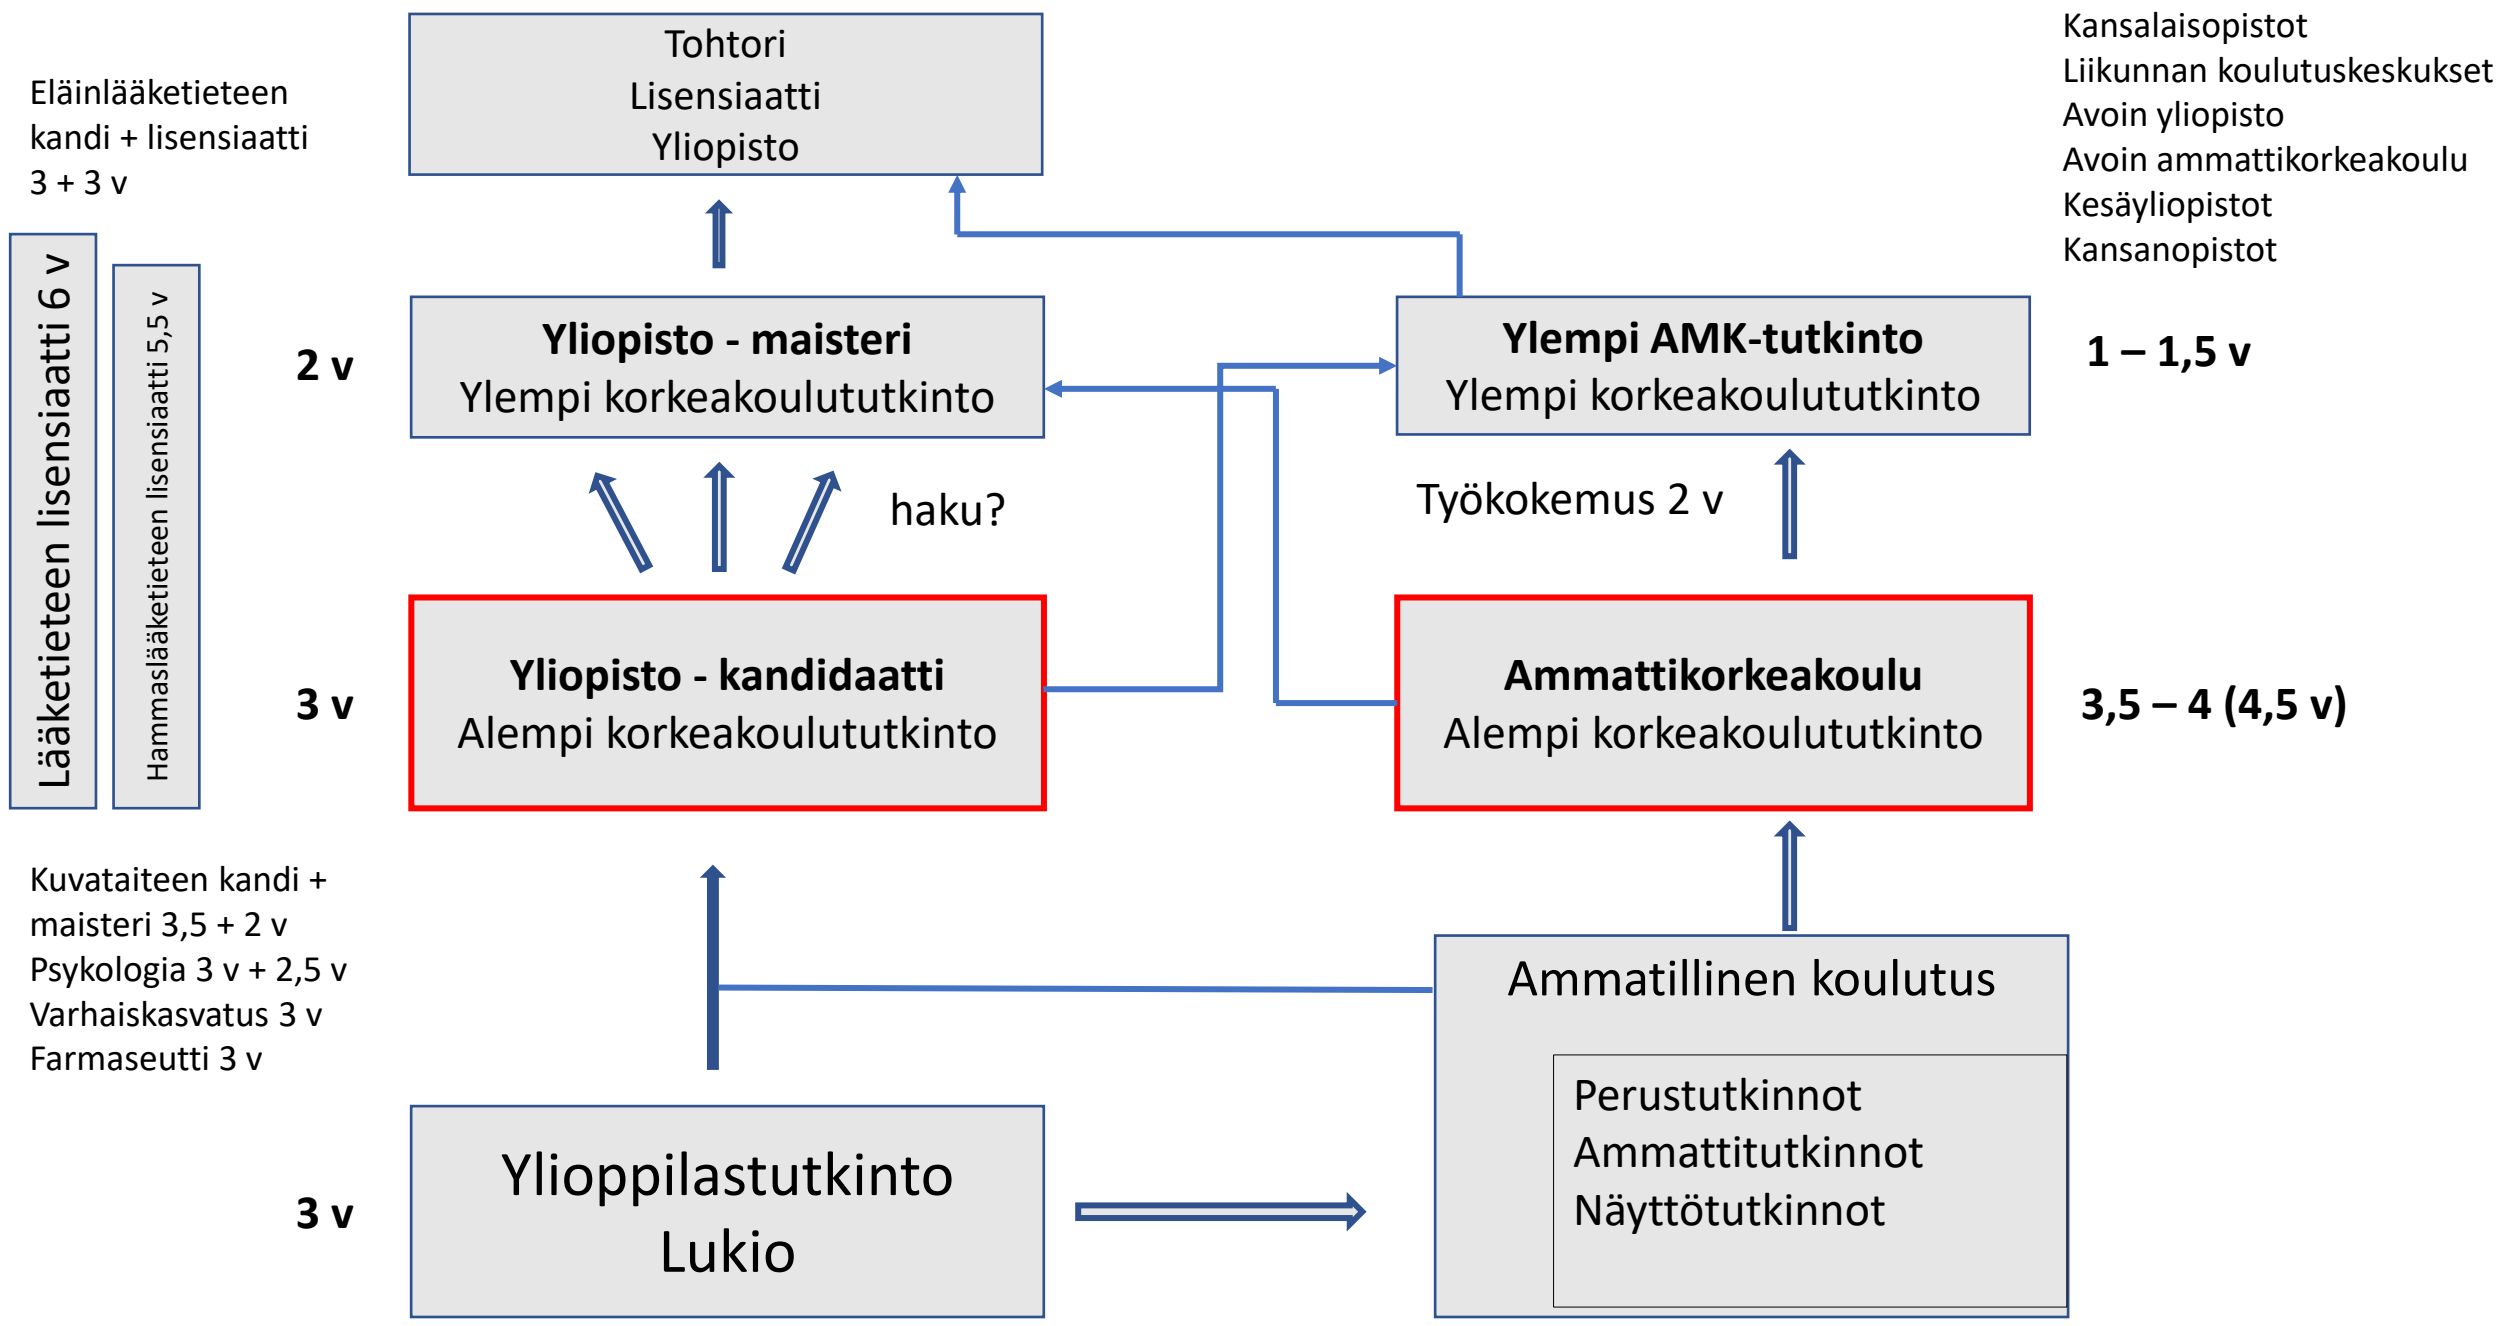 Tohtori
Lisensiaatti
Yliopisto
Kansalaisopistot
Liikunnan koulutuskeskukset
Avoin yliopisto
Avoin ammattikorkeakoulu
Kesäyliopistot
Kansanopistot
Eläinlääketieteen
kandi + lisensiaatti
3 + 3 v
Lääketieteen lisensiaatti 6 v
Hammaslääketieteen lisensiaatti 5,5 v
2 v
Yliopisto - maisteri
Ylempi korkeakoulututkinto
Ylempi AMK-tutkinto
Ylempi korkeakoulututkinto
1 – 1,5 v
haku?
Työkokemus 2 v
3 v
Yliopisto - kandidaatti
Alempi korkeakoulututkinto
Ammattikorkeakoulu
Alempi korkeakoulututkinto
3,5 – 4 (4,5 v)
Kuvataiteen kandi +
maisteri 3,5 + 2 v
Psykologia 3 v + 2,5 v
Varhaiskasvatus 3 v
Farmaseutti 3 v
3 v
Ylioppilastutkinto
Lukio
Ammatillinen koulutus
Perustutkinnot
Ammattitutkinnot
Näyttötutkinnot